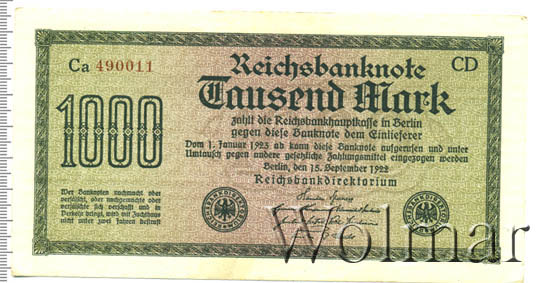 Ca 490011
CD
Reichsbanknote
Tausend Mark
1000
zahlt die Reichsbankhauptkasse in Berlin
gegen diese Banknote dem Einlieferer
Vom 1. Januar 1923 ab kann diese Banknote aufgerufen und unter
Umtausch gegen andere gesetzliche Zahlungsmittel eingezogen werden
Berlin, den 15. September 1922
Reichsbankdirektorium
Wer Banknoten nachmacht oder
verfälscht, oder nachgemachte oder
verfälschte sich verschafft und in
Verkehr bringt, wird mit Zuchthaus
nicht unter zwei Jahren bestraft
Wolmar